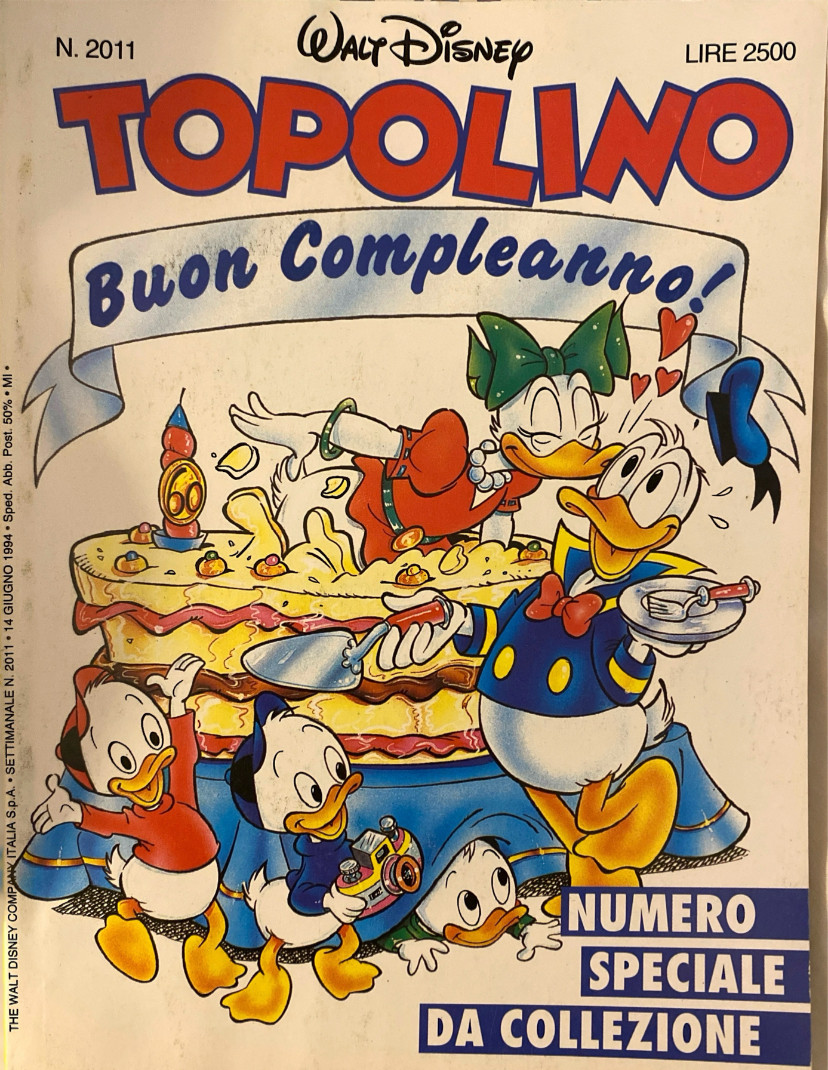 N. 2011
WALT DISNEY
LIRE 2500
TOPOLINO
Buon Compleanno!
60
NUMERO
SPECIALE
DA COLLEZIONE
THE WALT DISNEY COMPANY ITALIA S.p.A. • SETTIMANALE N. 2011 • 14 GIUGNO 1994 • Sped. Abb. Post. 50% • MI •